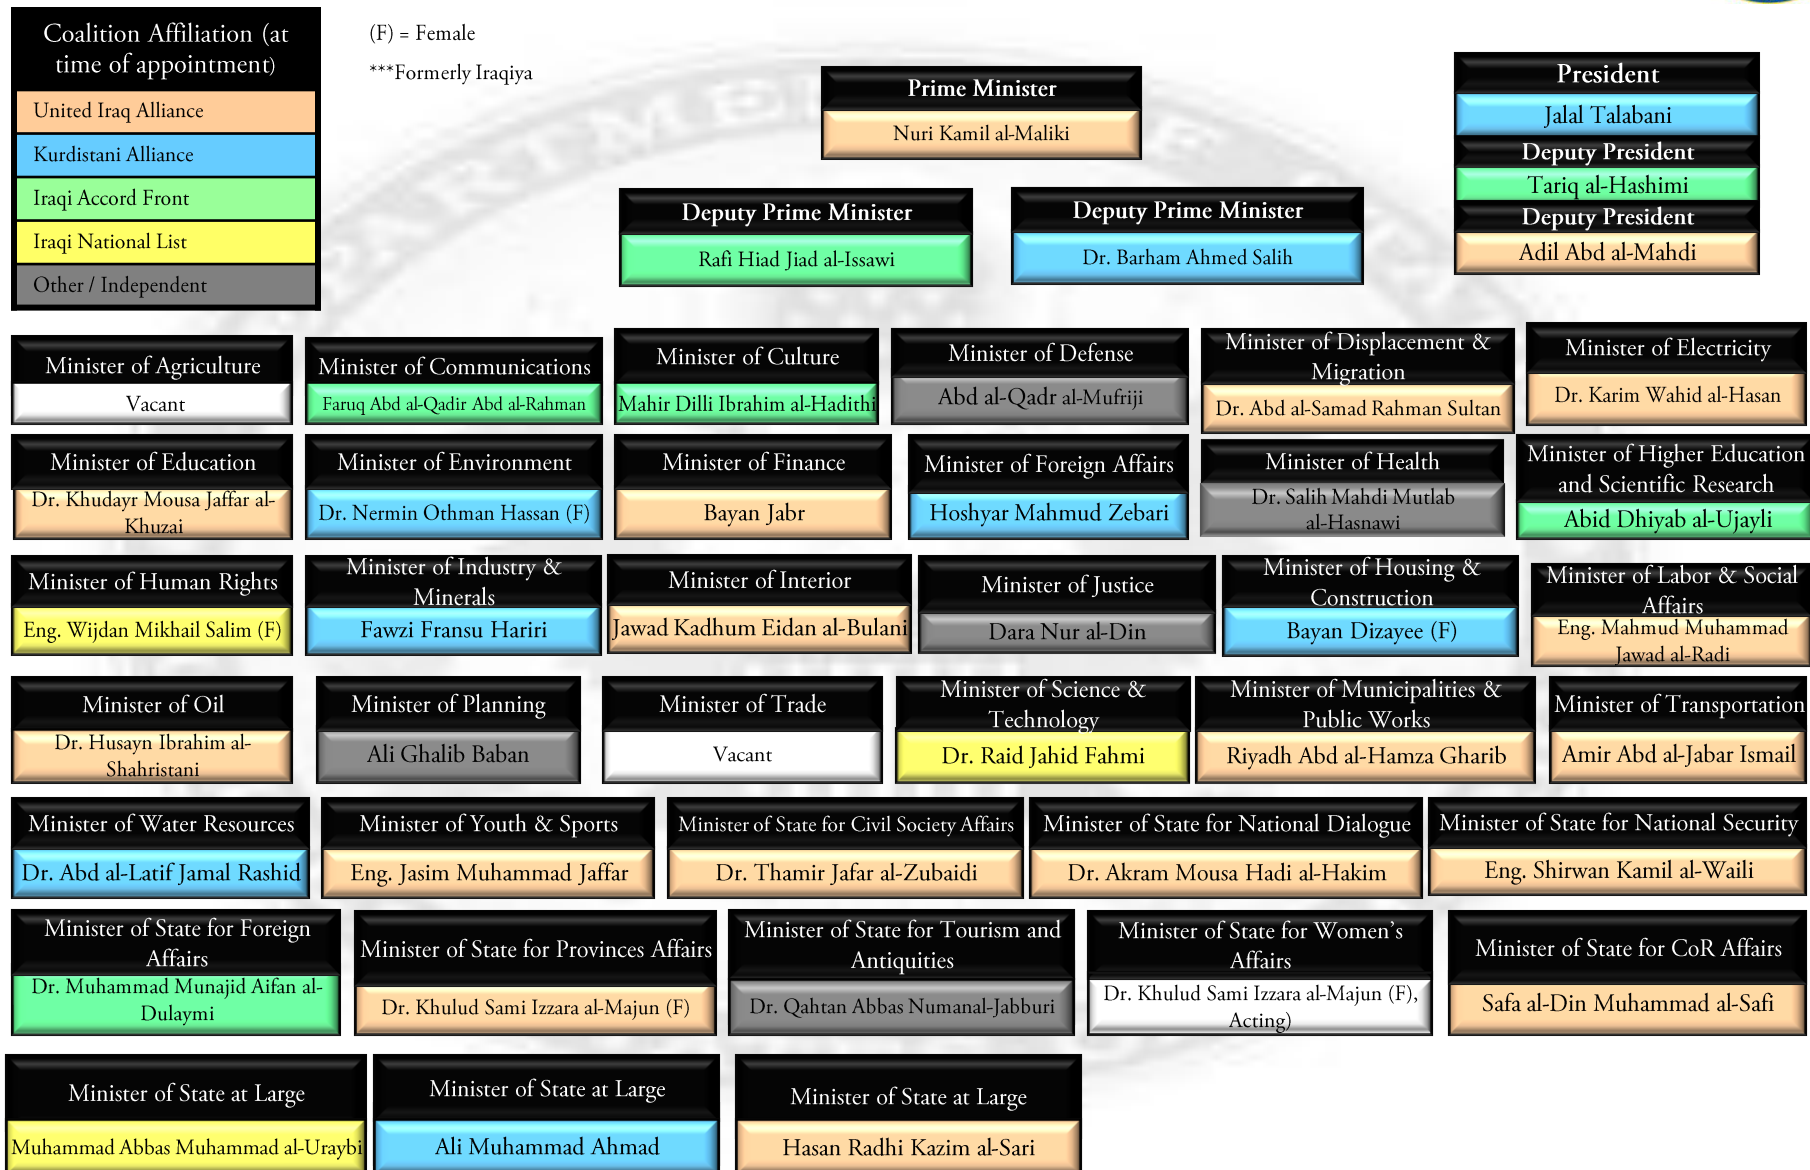 Coalition Affiliation (at
time of appointment)
United Iraq Alliance
Kurdistani Alliance
Iraqi Accord Front
Iraqi National List
Other / Independent
(F) = Female
***Formerly Iraqiya
Prime Minister
Nuri Kamil al-Maliki
President
Jalal Talabani
Deputy President
Tariq al-Hashimi
Deputy President
Adil Abd al-Mahdi
Deputy Prime Minister
Rafi Hiad Jiad al-Issawi
Deputy Prime Minister
Dr. Barham Ahmed Salih
Minister of Agriculture
Vacant
Minister of Communications
Faruq Abd al-Qadir Abd al-Rahman
Minister of Culture
Mahir Dilli Ibrahim al-Hadithi
Minister of Defense
Abd al-Qadr al-Mufriji
Minister of Displacement &
Migration
Dr. Abd al-Samad Rahman Sultan
Minister of Electricity
Dr. Karim Wahid al-Hasan
Minister of Education
Dr. Khudayr Mousa Jaffar al-
Khuzai
Minister of Environment
Dr. Nermin Othman Hassan (F)
Minister of Finance
Bayan Jabr
Minister of Foreign Affairs
Hoshyar Mahmud Zebari
Minister of Health
Dr. Salih Mahdi Mutlab
al-Hasnawi
Minister of Higher Education
and Scientific Research
Abid Dhiyab al-Ujayli
Minister of Human Rights
Eng. Wijdan Mikhail Salim (F)
Minister of Industry &
Minerals
Fawzi Fransu Hariri
Minister of Interior
Jawad Kadhum Eidan al-Bulani
Minister of Justice
Dara Nur al-Din
Minister of Housing &
Construction
Bayan Dizayee (F)
Minister of Labor & Social
Affairs
Eng. Mahmud Muhammad
Jawad al-Radi
Minister of Oil
Dr. Husayn Ibrahim al-
Shahristani
Minister of Planning
Ali Ghalib Baban
Minister of Trade
Vacant
Minister of Science &
Technology
Dr. Raid Jahid Fahmi
Minister of Municipalities &
Public Works
Riyadh Abd al-Hamza Gharib
Minister of Transportation
Amir Abd al-Jabar Ismail
Minister of Water Resources
Dr. Abd al-Latif Jamal Rashid
Minister of Youth & Sports
Eng. Jasim Muhammad Jaffar
Minister of State for Civil Society Affairs
Dr. Thamir Jafar al-Zubaidi
Minister of State for National Dialogue
Dr. Akram Mousa Hadi al-Hakim
Minister of State for National Security
Eng. Shirwan Kamil al-Waili
Minister of State for Foreign
Affairs
Dr. Muhammad Munajid Aifan al-
Dulaymi
Minister of State for Provinces Affairs
Dr. Khulud Sami Izzara al-Majun (F)
Minister of State for Tourism and
Antiquities
Dr. Qahtan Abbas Numanal-Jabburi
Minister of State for Women's
Affairs
Dr. Khulud Sami Izzara al-Majun (F),
Acting)
Minister of State for CoR Affairs
Safa al-Din Muhammad al-Safi
Minister of State at Large
Muhammad Abbas Muhammad al-Uraybi
Minister of State at Large
Ali Muhammad Ahmad
Minister of State at Large
Hasan Radhi Kazim al-Sari